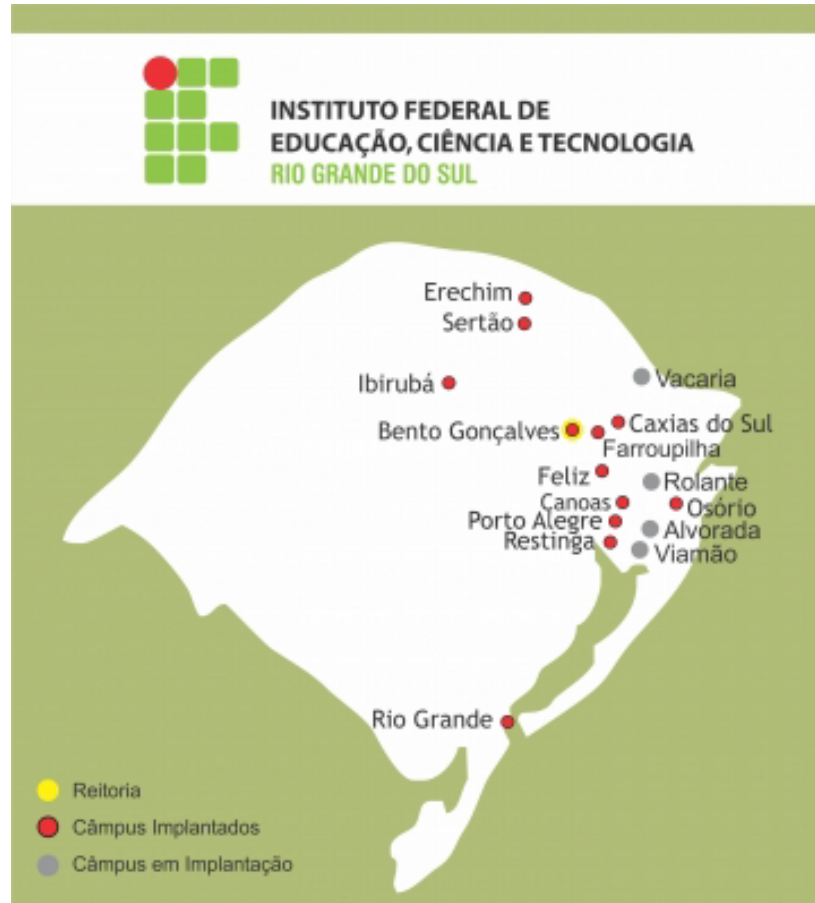 INSTITUTO FEDERAL DE
EDUCAÇÃO, CIÊNCIA E TECNOLOGIA
RIO GRANDE DO SUL
Erechim
Sertão
Ibirubá
Vacaria
Bento Gonçalves
Caxias do Sul
Farroupilha
Feliz
Rolante
Canoas
Osório
Porto Alegre
Alvorada
Restinga
Viamão
Rio Grande
Reitoria
Câmpus Implantados
Câmpus em Implantação